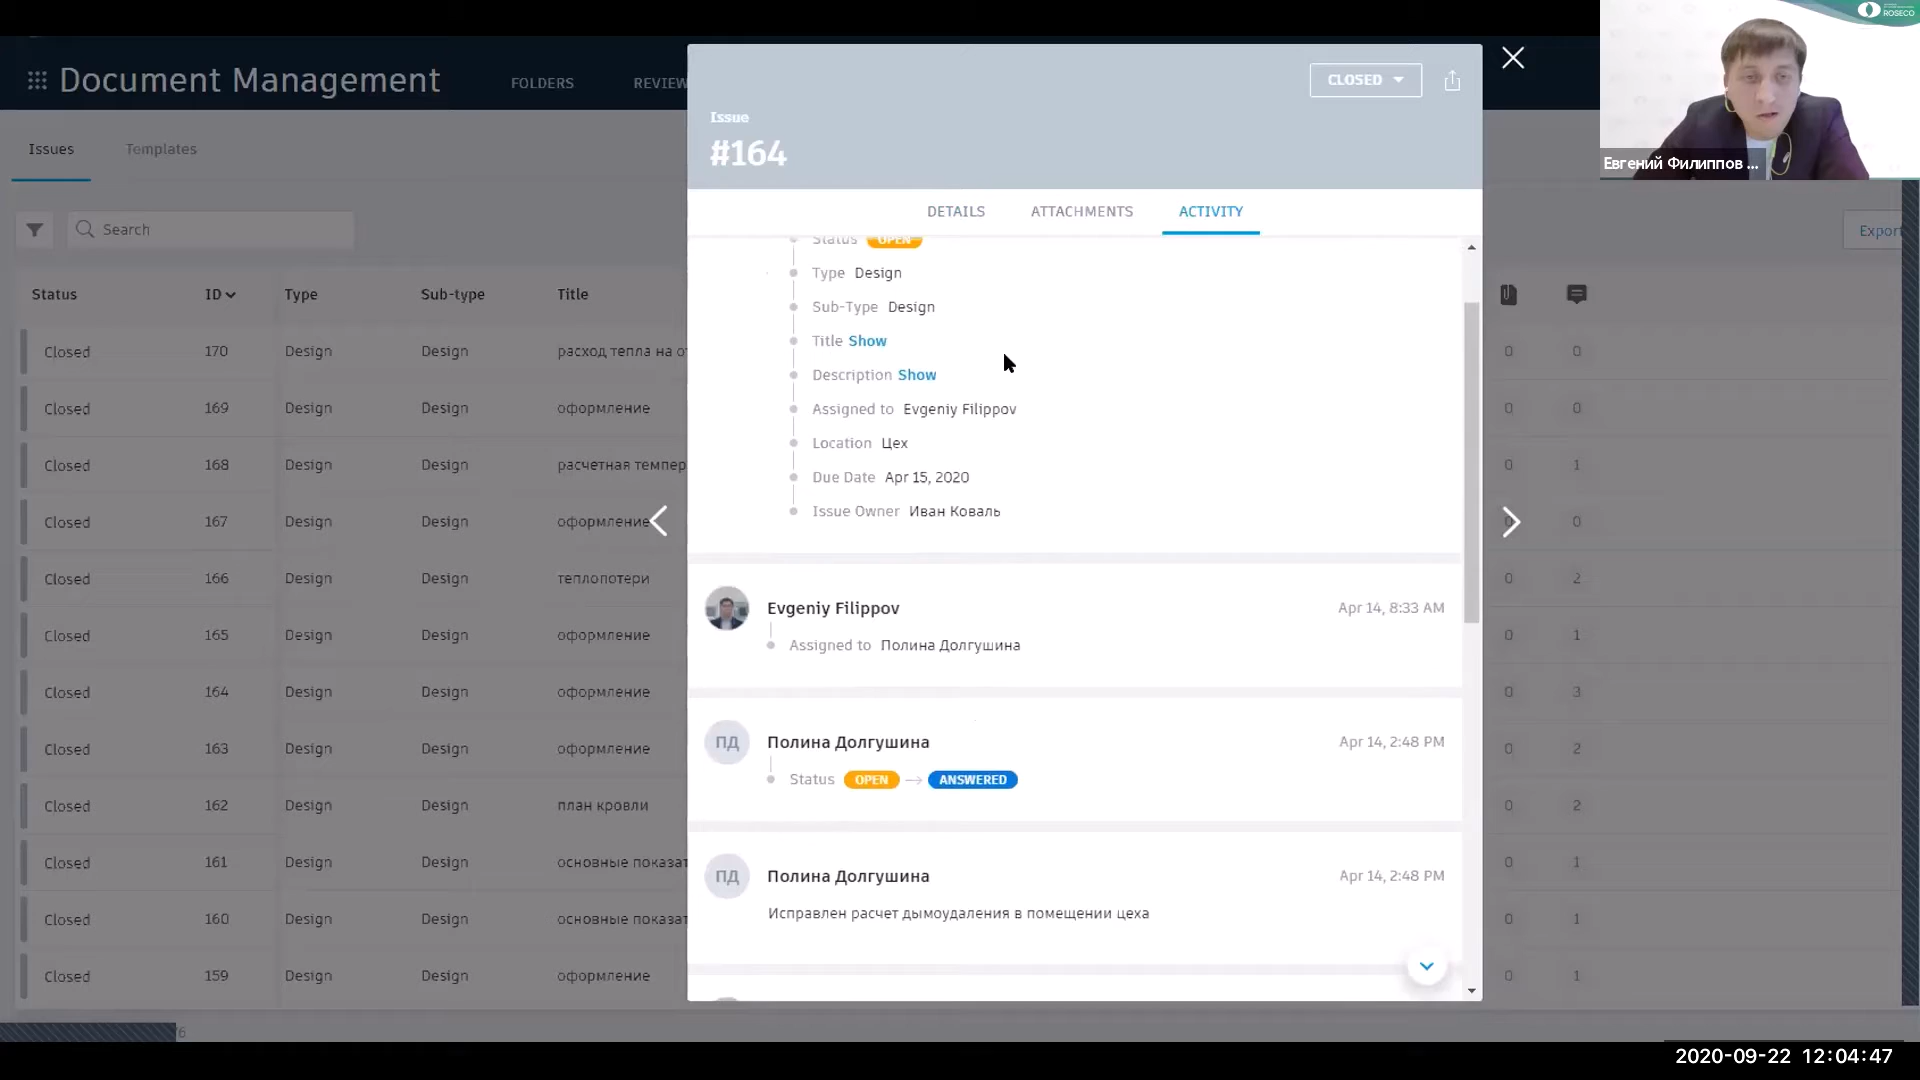 ROSECO
Евгений Филиппов ...
Document Management
FOLDERS
REVIEW
CLOSED
Issue
#164
Issues
Templates
DETAILS
ATTACHMENTS
ACTIVITY
Search
Export
Status OPEN
Type Design
Sub-Type Design
Title Show
Description Show
Assigned to Evgeniy Filippov
Location Цех
Due Date Apr 15, 2020
Issue Owner Иван Коваль
Evgeniy Filippov Apr 14, 8:33 AM
Assigned to Полина Долгушина
ПД Полина Долгушина Apr 14, 2:48 PM
Status OPEN → ANSWERED
ПД Полина Долгушина Apr 14, 2:48 PM
Исправлен расчет дымоудаления в помещении цеха
Status ID Type Sub-type Title
Closed 170 Design Design расход тепла на о 0 0
Closed 169 Design Design оформление 0 0
Closed 168 Design Design расчетная темпер 0 1
Closed 167 Design Design оформление 0 0
Closed 166 Design Design теплопотери 0 2
Closed 165 Design Design оформление 0 1
Closed 164 Design Design оформление 0 3
Closed 163 Design Design оформление 0 2
Closed 162 Design Design план кровли 0 2
Closed 161 Design Design основные показат 0 1
Closed 160 Design Design основные показат 0 1
Closed 159 Design Design оформление 0 1
2020-09-22 12:04:47